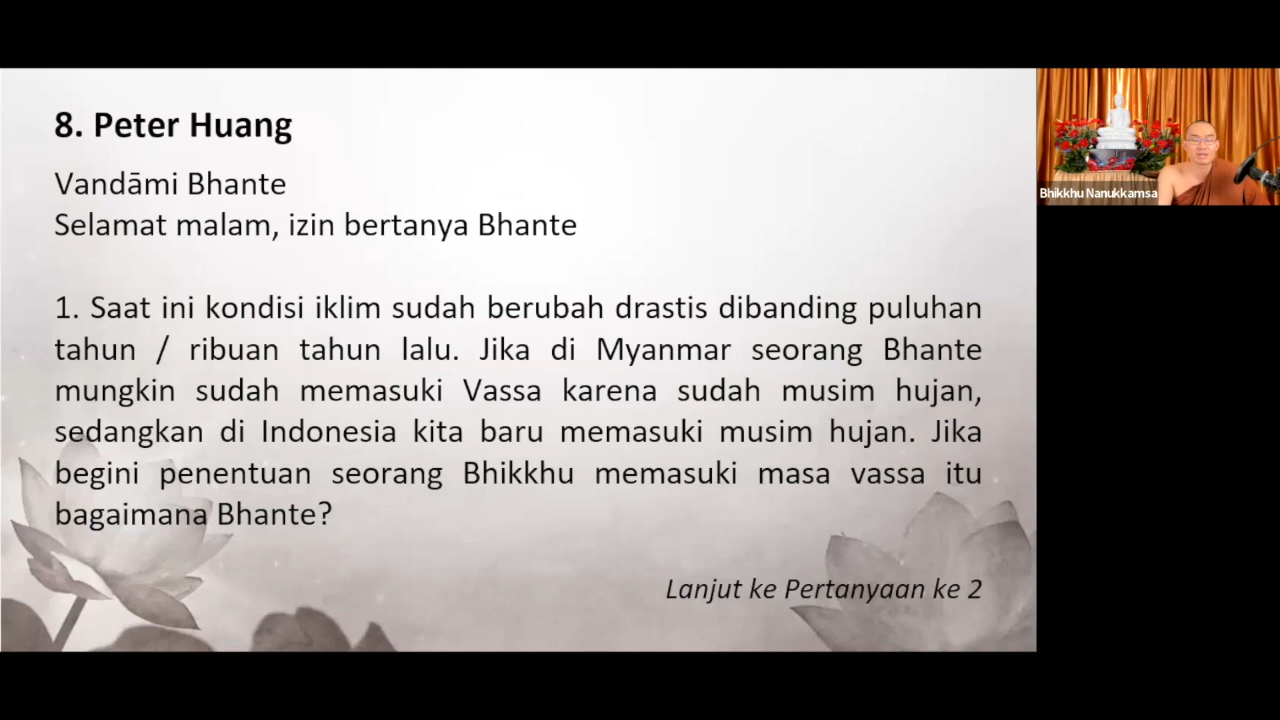 8. Peter Huang
Vandāmi Bhante
Selamat malam, izin bertanya Bhante
1. Saat ini kondisi iklim sudah berubah drastis dibanding puluhan
tahun / ribuan tahun lalu. Jika di Myanmar seorang Bhante
mungkin sudah memasuki Vassa karena sudah musim hujan,
sedangkan di Indonesia kita baru memasuki musim hujan. Jika
begini penentuan seorang Bhikkhu memasuki masa vassa itu
bagaimana Bhante?
Lanjut ke Pertanyaan ke 2
Bhikkhu Nanukkamsa